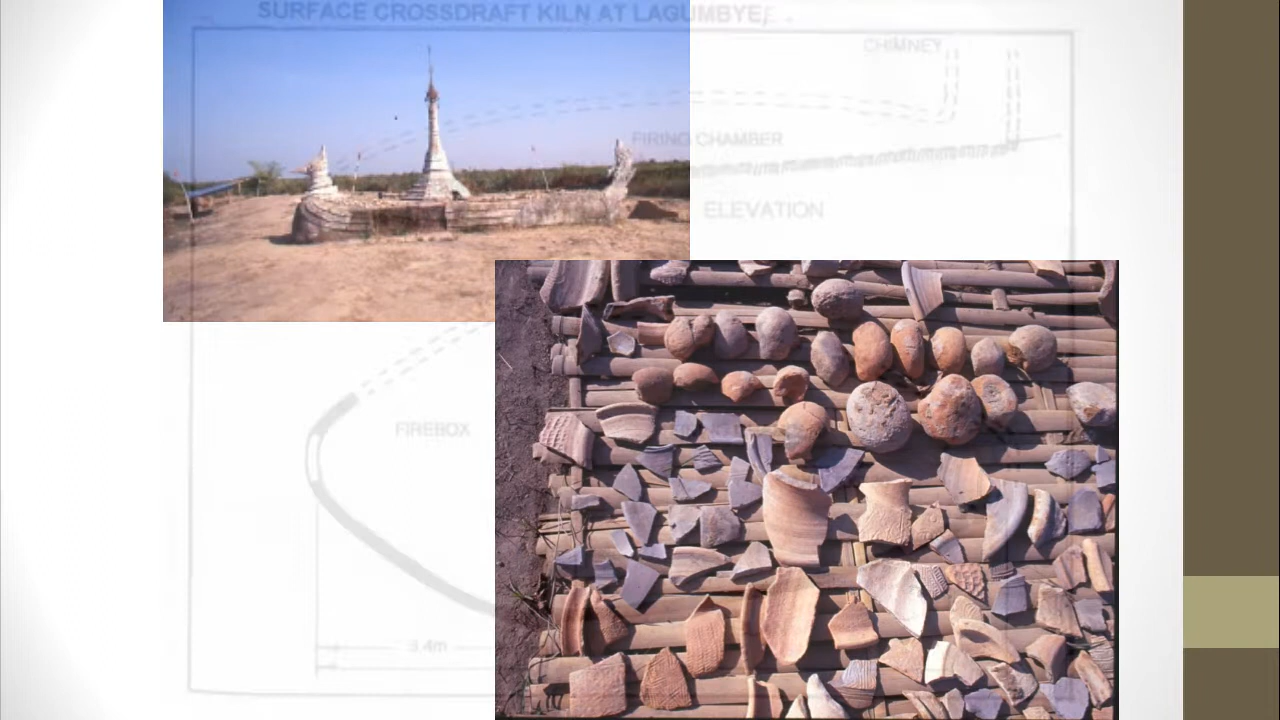 SURFACE CROSSDRAFT KILN AT LAGUMBYE
CHIMNEY
FIRING CHAMBER
ELEVATION
FIREBOX
3.4m